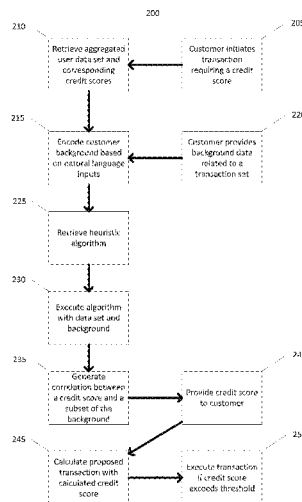 200
210
205
Retrieve aggregated
user data set and
corresponding
credit scores
Customer initiates
transaction
requiring a credit
score
215
220
Encode customer
background based
on natural language
inputs
Customer provides
background data
related to a
transaction set
225
Retrieve heuristic
algorithm
230
Execute algorithm
with data set and
background
235
Generate
correlation between
a credit score and a
subset of the
background
Provide credit score
to customer
245
Calculate proposed
transaction with
calculated credit
score
Execute transaction
if credit score
exceeds threshold